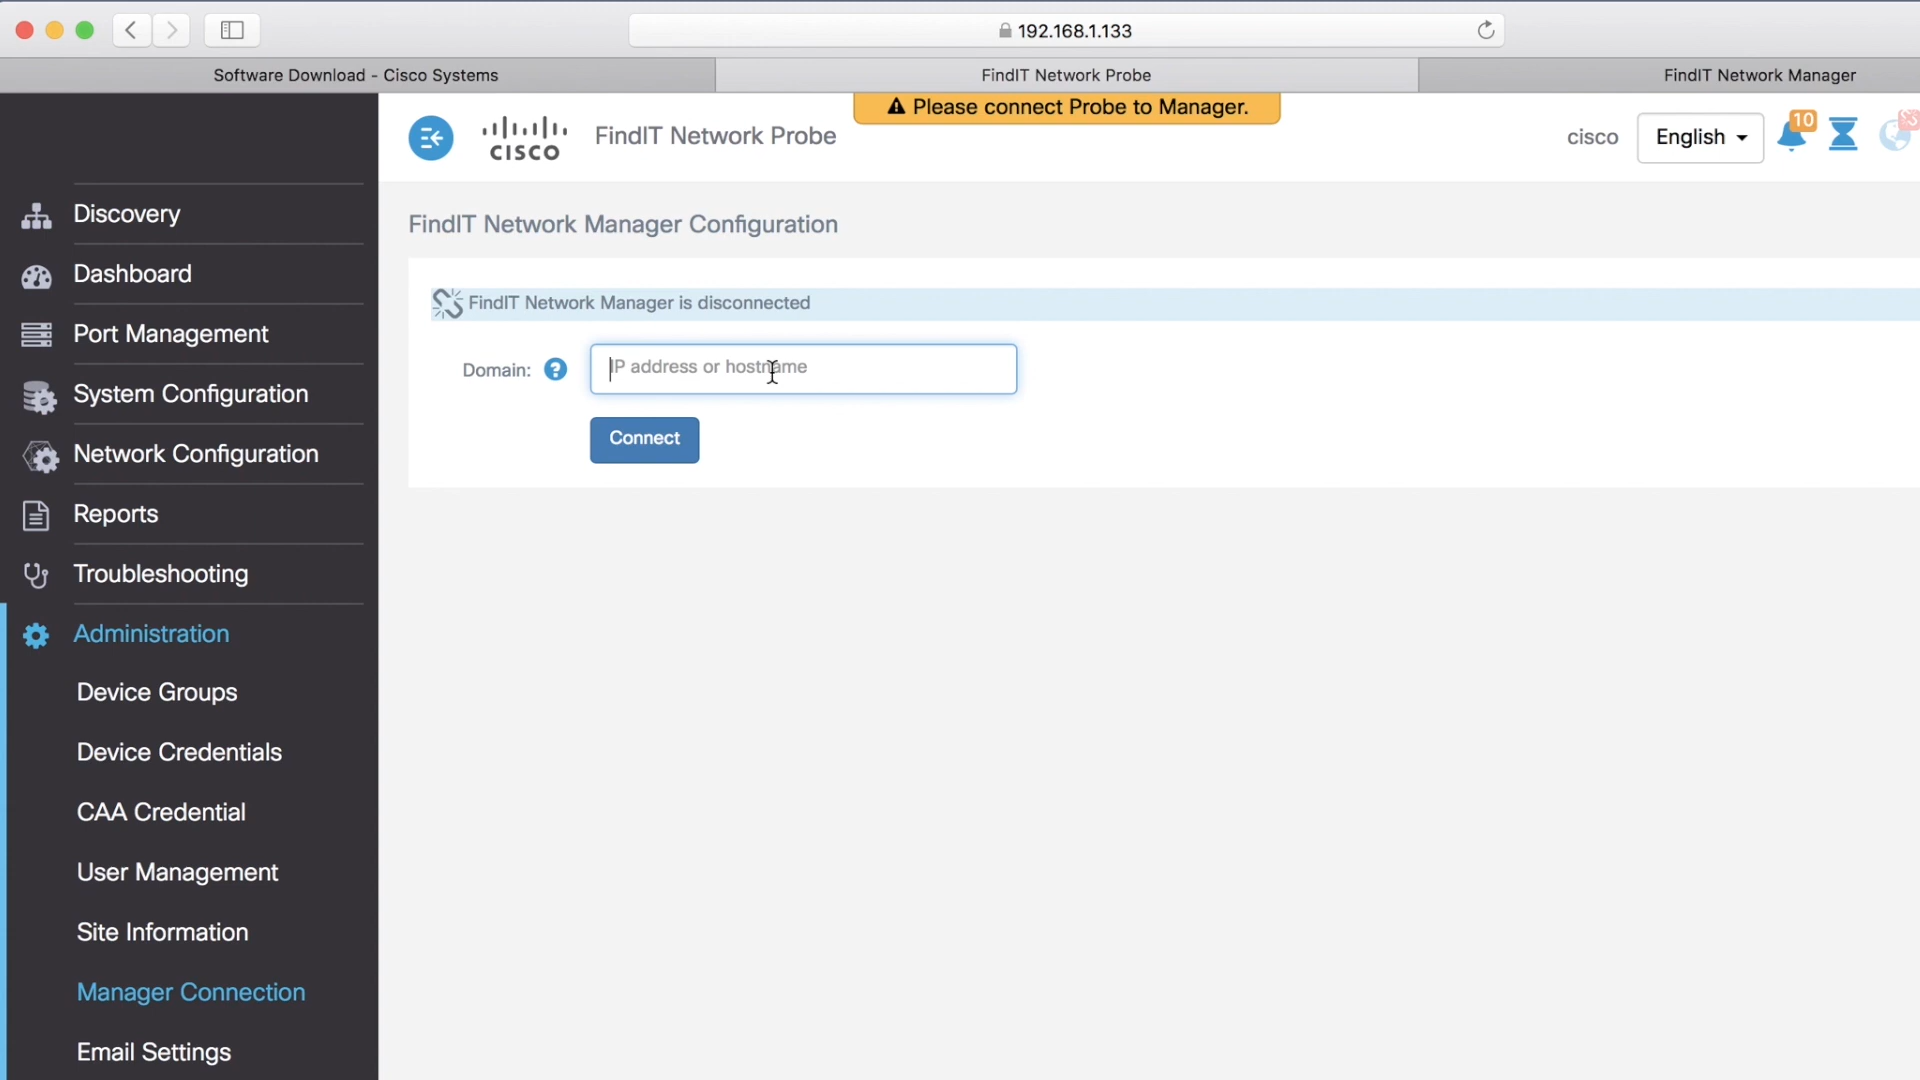 192.168.1.133
Software Download - Cisco Systems
FindIT Network Probe
FindIT Network Manager
Please connect Probe to Manager.
CISCO
FindIT Network Probe
cisco
English
10
Discovery
Dashboard
Port Management
System Configuration
Network Configuration
Reports
Troubleshooting
Administration
Device Groups
Device Credentials
CAA Credential
User Management
Site Information
Manager Connection
Email Settings
FindIT Network Manager Configuration
FindIT Network Manager is disconnected
Domain:
?
IP address or hostname
Connect